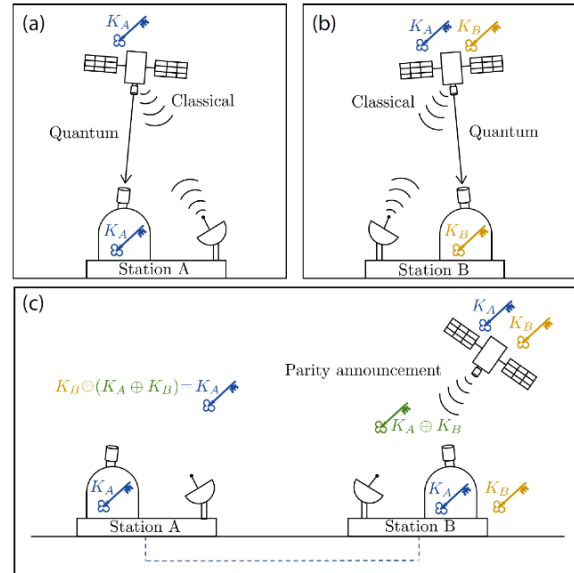 (a)
K_A
Classical
Quantum
K_A
Station A
(b)
K_A
K_B
Classical
Quantum
K_B
Station B
(c)
K_A
K_B
Parity announcement
K_B⊕(K_A ⊕ K_B)=K_A
K_A ⊕ K_B
K_A
Station A
K_A
K_B
Station B